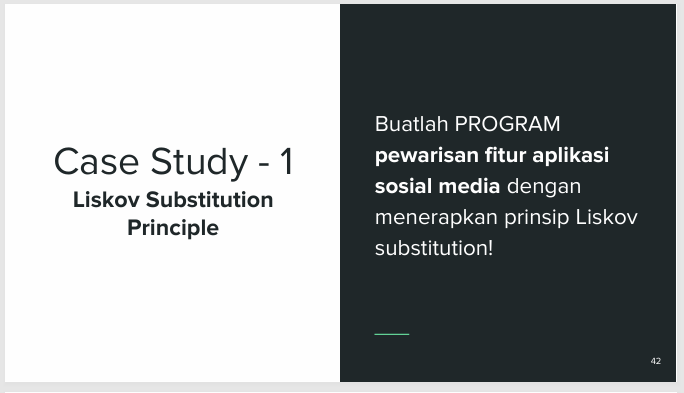 Case Study - 1
Liskov Substitution
Principle
Buatlah PROGRAM
pewarisan fitur aplikasi
sosial media dengan
menerapkan prinsip Liskov
substitution!
42